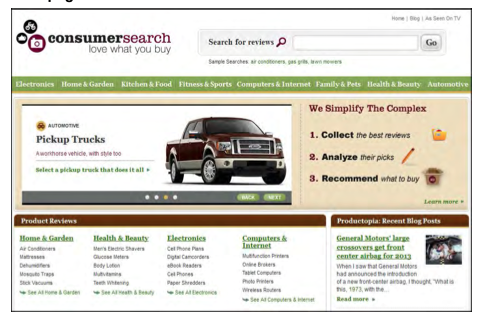 Home | Blog | As Seen On TV
consumersearch
love what you buy
Search for reviews
Go
Sample Searches: air conditioners, gas grills, lawn mowers
Electronics Home & Garden Kitchen & Food Fitness & Sports Computers & Internet Family & Pets Health & Beauty Automotive
AUTOMOTIVE
Pickup Trucks
A workhorse vehicle, with style too
Select a pickup truck that does it all
BACK NEXT
We Simplify The Complex
1. Collect the best reviews
2. Analyze their picks
3. Recommend what to buy
Learn more
Product Reviews
Home & Garden
Air Conditioners
Mattresses
Dehumidifiers
Mosquito Traps
Stick Vacuums
See All Home & Garden
Health & Beauty
Men's Electric Shavers
Glucose Meters
Body Lotion
Multivitamins
Teeth Whitening
See All Health & Beauty
Electronics
Cell Phone Plans
Digital Camcorders
eBook Readers
Cell Phones
Paper Shredders
See All Electronics
Computers &
Internet
Multifunction Printers
Online Brokers
Tablet Computers
Photo Printers
Wireless Routers
See All Computers & Internet
Productopia: Recent Blog Posts
General Motors' large
crossovers get front
center airbag for 2013
When I saw that General Motors
had announced the introduction
of a new front-center airbag, I thought, "What is
this, 1973, with the...
Read more